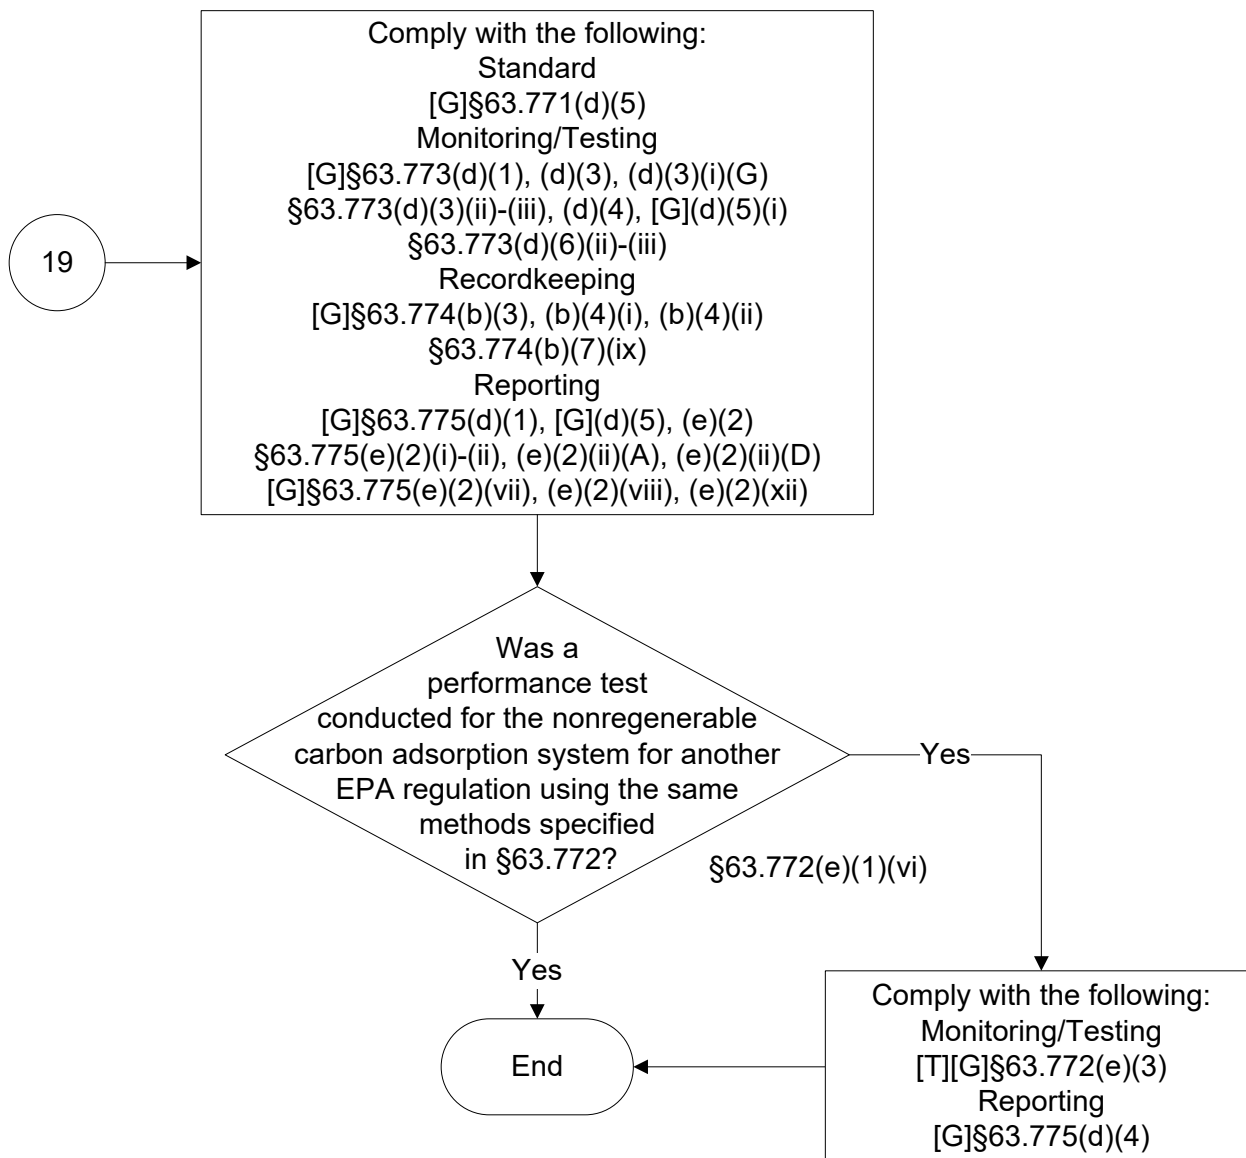 Comply with the following:
Standard
[G]§63.771(d)(5)
Monitoring/Testing
[G]§63.773(d)(1), (d)(3), (d)(3)(i)(G)
§63.773(d)(3)(ii)-(iii), (d)(4), [G](d)(5)(i)
§63.773(d)(6)(ii)-(iii)
Recordkeeping
[G]§63.774(b)(3), (b)(4)(i), (b)(4)(ii)
§63.774(b)(7)(ix)
Reporting
[G]§63.775(d)(1), [G](d)(5), (e)(2)
§63.775(e)(2)(i)-(ii), (e)(2)(ii)(A), (e)(2)(ii)(D)
[G]§63.775(e)(2)(vii), (e)(2)(viii), (e)(2)(xii)
19
Was a
performance test
conducted for the nonregenerable
carbon adsorption system for another
EPA regulation using the same
methods specified
in §63.772?
Yes
§63.772(e)(1)(vi)
Yes
End
Comply with the following:
Monitoring/Testing
[T][G]§63.772(e)(3)
Reporting
[G]§63.775(d)(4)